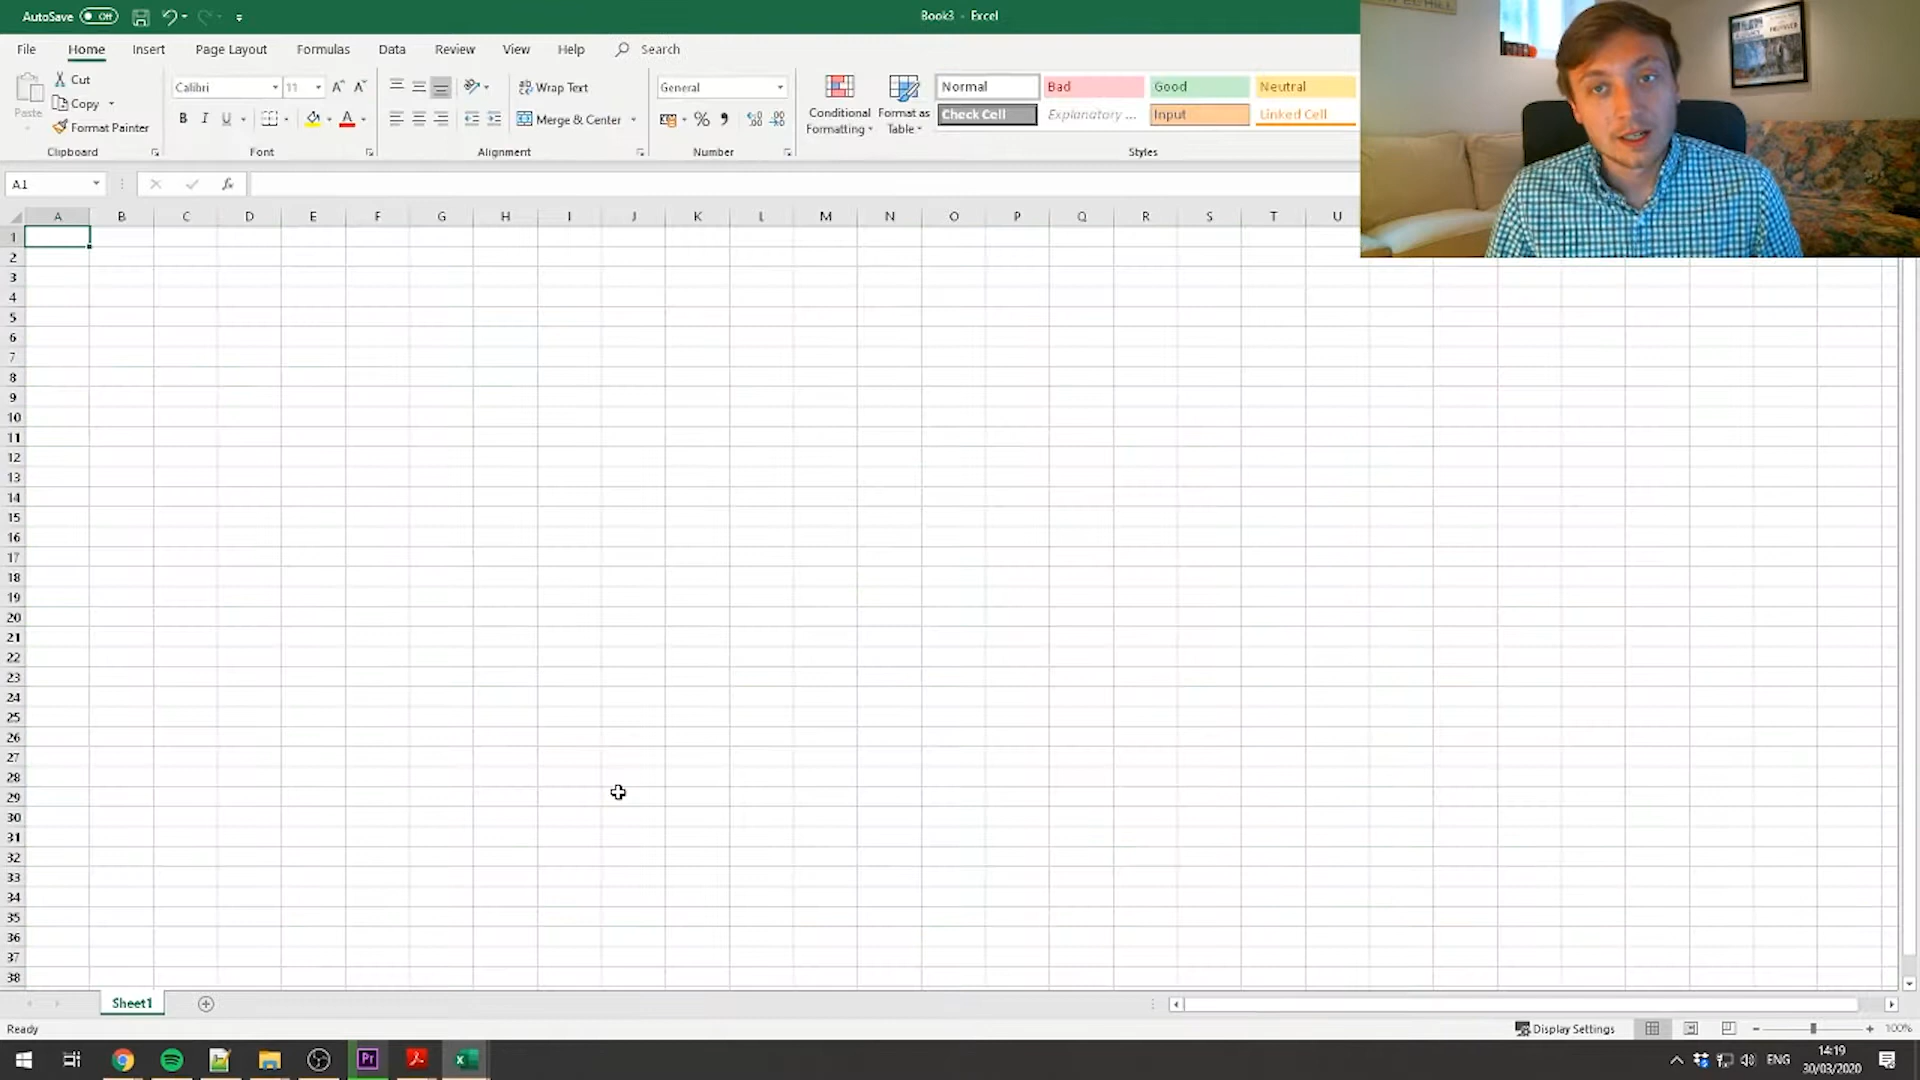 AutoSave Off Book3 - Excel
File Home Insert Page Layout Formulas Data Review View Help Search
Paste Cut Copy Format Painter
Calibri 11
B I U A
Wrap Text
Merge & Center
General
%
Conditional Formatting
Format as Table
Normal Bad Good Neutral
Check Cell Explanatory ... Input Linked Cell
Clipboard Font Alignment Number Styles
A1 fx
A B C D E F G H I J K L M N O P Q R S T U
1
2
3
4
5
6
7
8
9
10
11
12
13
14
15
16
17
18
19
20
21
22
23
24
25
26
27
28
29
30
31
32
33
34
35
36
37
38
Sheet1
Ready Display Settings 100%
Pr ENG 14:19
30/03/2020